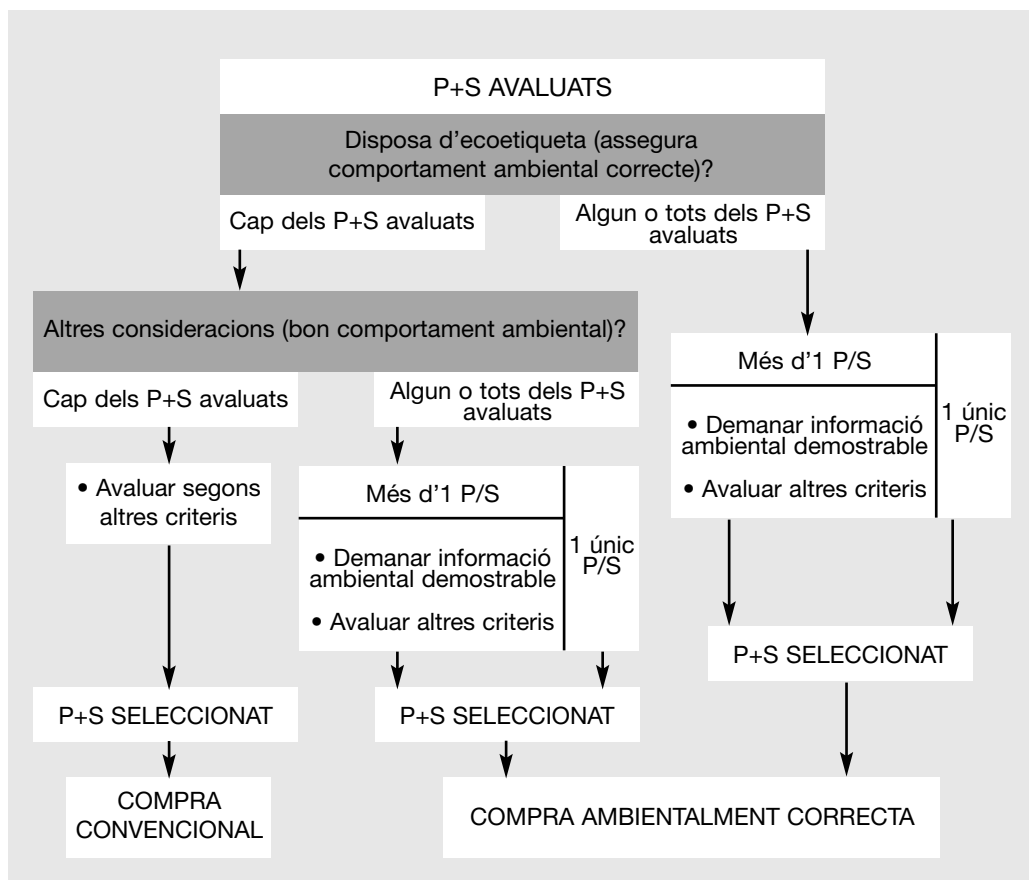 P+S AVALUATS
Disposa d'ecoetiqueta (assegura
comportament ambiental correcte)?
Cap dels P+S avaluats
Algun o tots dels P+S
avaluats
Altres consideracions (bon comportament ambiental)?
Cap dels P+S avaluats
Algun o tots dels P+S
avaluats
Més d'1 P/S
• Demanar informació
ambiental demostrable
• Avaluar altres criteris
1 únic
P/S
• Avaluar segons
altres criteris
Més d'1 P/S
• Demanar informació
ambiental demostrable
• Avaluar altres criteris
1 únic
P/S
P+S SELECCIONAT
P+S SELECCIONAT
P+S SELECCIONAT
COMPRA
CONVENCIONAL
COMPRA AMBIENTALMENT CORRECTA